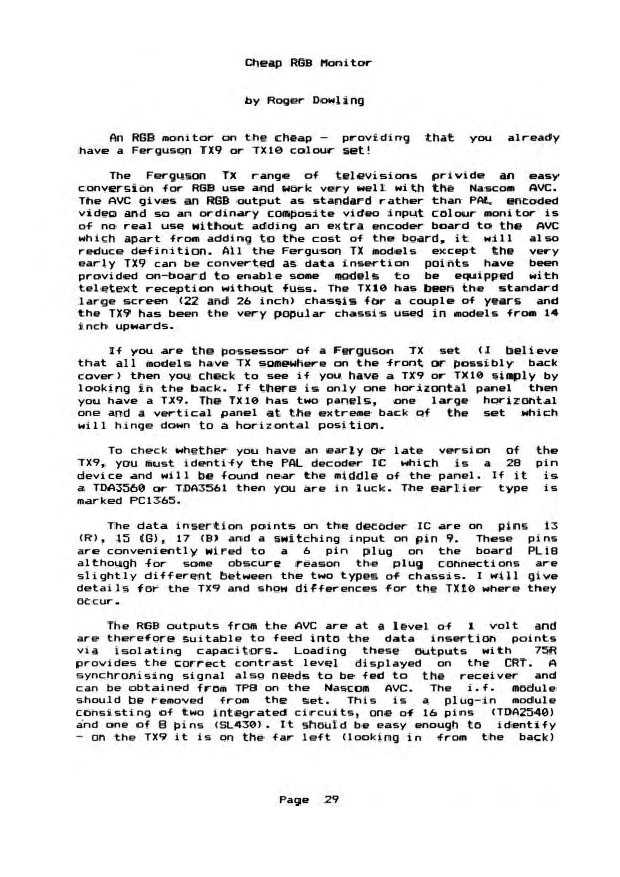 Cheap RGB Monitor
by Roger Dowling
An RGB monitor on the cheap - providing that you already
have a Ferguson TX9 or TX10 colour set!
The Ferguson TX range of televisions privide an easy
conversion for RGB use and work very well with the Nascom AVC.
The AVC gives an RGB output as standard rather than PAL encoded
video and so an ordinary composite video input colour monitor is
of no real use without adding an extra encoder board to the AVC
which apart from adding to the cost of the board, it will also
reduce definition. All the Ferguson TX models except the very
early TX9 can be converted as data insertion points have been
provided on-board to enable some models to be equipped with
teletext reception without fuss. The TX10 has been the standard
large screen (22 and 26 inch) chassis for a couple of years and
the TX9 has been the very popular chassis used in models from 14
inch upwards.
If you are the possessor of a Ferguson TX set (I believe
that all models have TX somewhere on the front or possibly back
cover) then you check to see if you have a TX9 or TX10 simply by
looking in the back. If there is only one horizontal panel then
you have a TX9. The TX10 has two panels, one large horizontal
one and a vertical panel at the extreme back of the set which
will hinge down to a horizontal position.
To check whether you have an early or late version of the
TX9, you must identify the PAL decoder IC which is a 28 pin
device and will be found near the middle of the panel. If it is
a TDA3560 or TDA3561 then you are in luck. The earlier type is
marked PC1365.
The data insertion points on the decoder IC are on pins 13
(R), 15 (G), 17 (B) and a switching input on pin 9. These pins
are conveniently wired to a 6 pin plug on the board PL18
although for some obscure reason the plug connections are
slightly different between the two types of chassis. I will give
details for the TX9 and show differences for the TX10 where they
occur.
The RGB outputs from the AVC are at a level of 1 volt and
are therefore suitable to feed into the data insertion points
via isolating capacitors. Loading these outputs with 75R
provides the correct contrast level displayed on the CRT. A
synchronising signal also needs to be fed to the receiver and
can be obtained from TP8 on the Nascom AVC. The i.f. module
should be removed from the set. This is a plug-in module
consisting of two integrated circuits, one of 16 pins (TDA2540)
and one of 8 pins (SL430). It should be easy enough to identify
- on the TX9 it is on the far left (looking in from the back)
Page 29